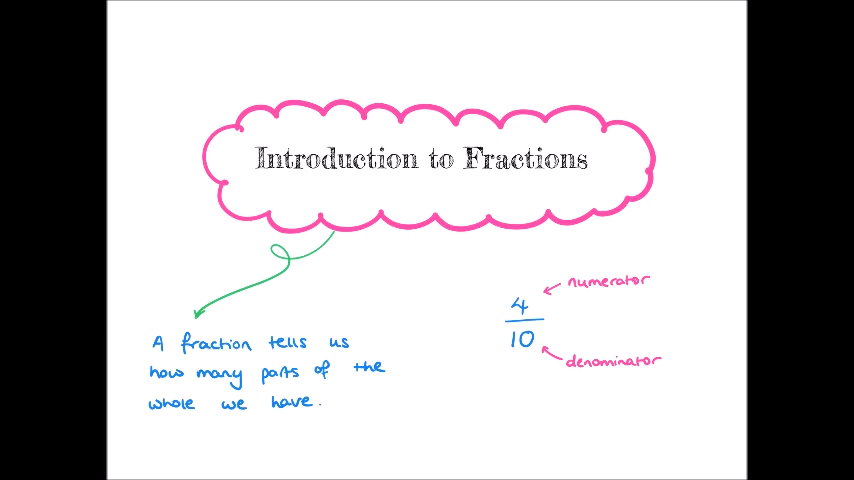 Introduction to Fractions
A fraction tells us
how many parts of the
whole we have.
4
10
numerator
denominator